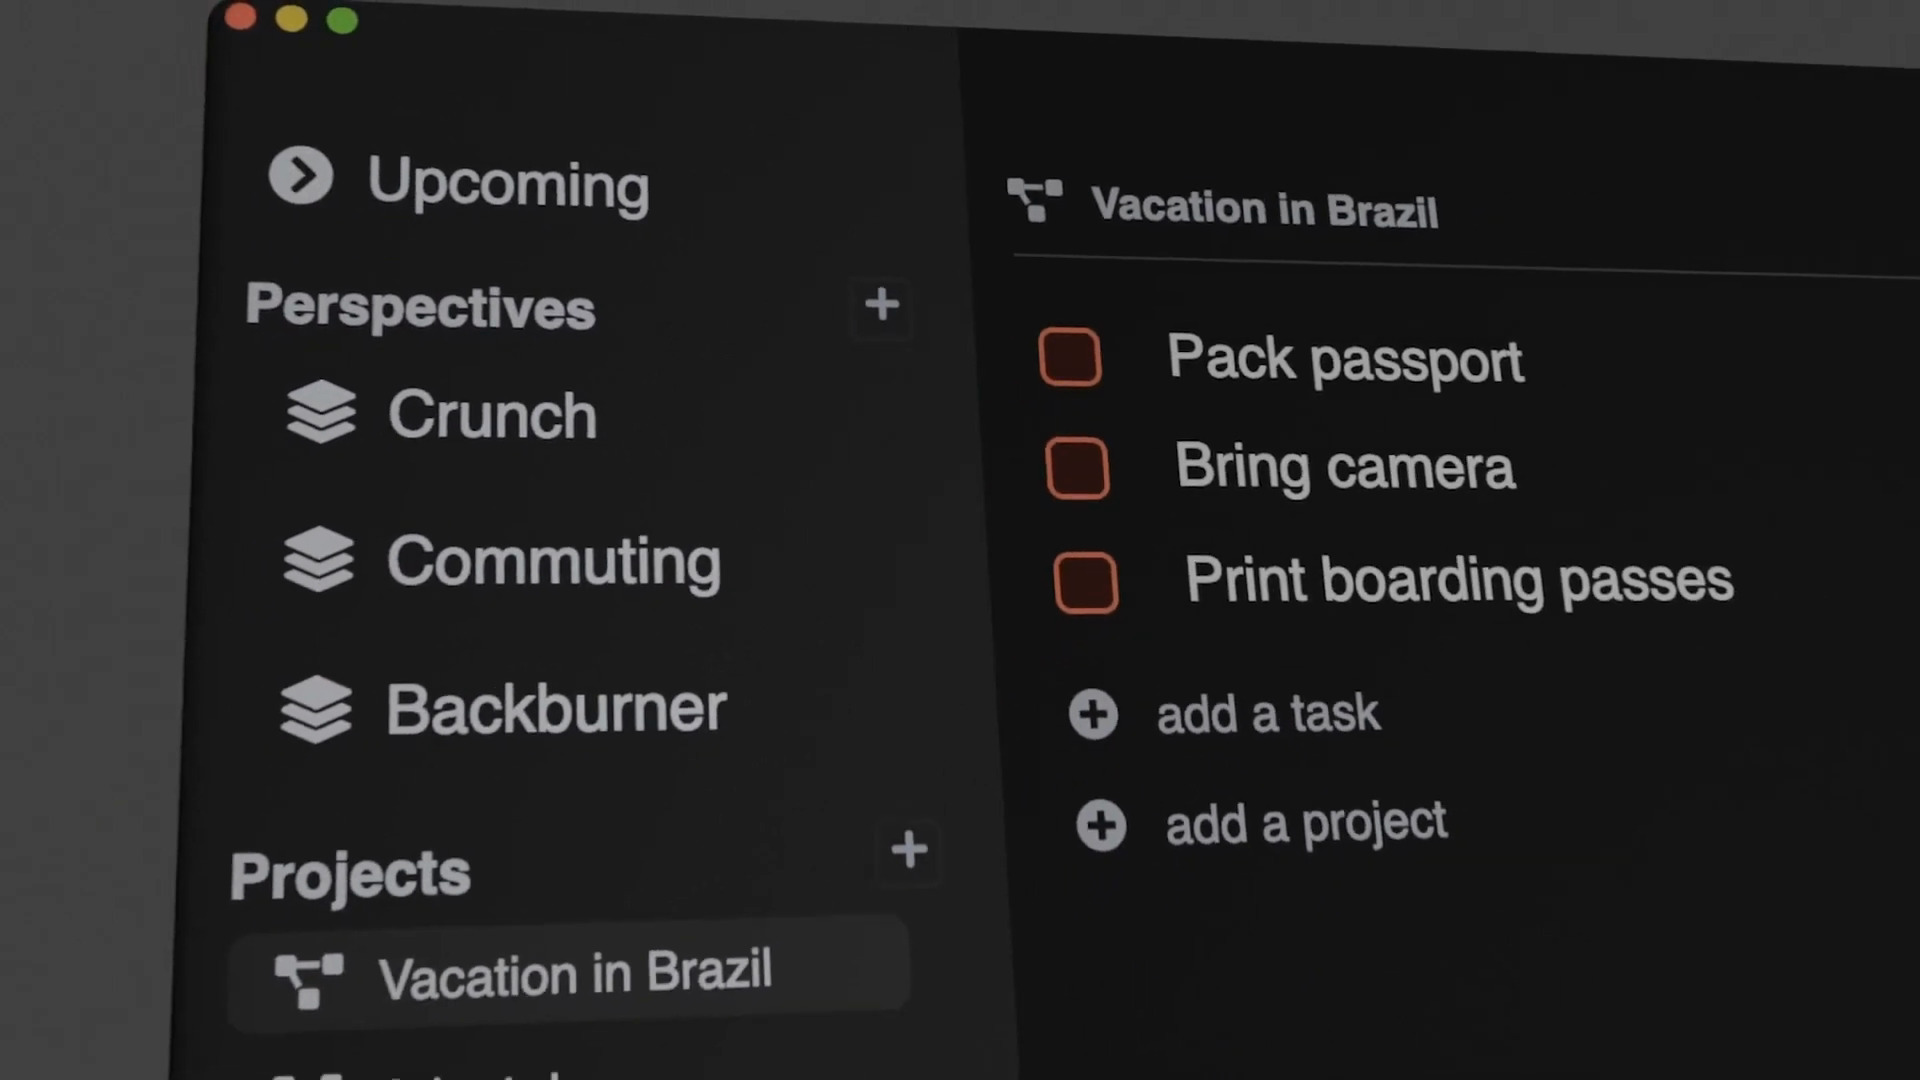 Upcoming
Perspectives
Crunch
Commuting
Backburner
Projects
Vacation in Brazil
Vacation in Brazil
Pack passport
Bring camera
Print boarding passes
add a task
add a project